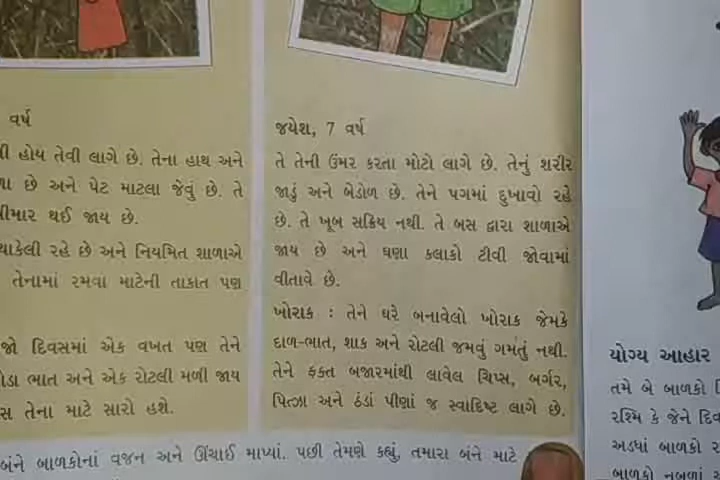 વર્ષ
હોય તેવી લાગે છે. તેના હાથ અને
છે અને પેટ માટલા જેવું છે. તે
બીમાર થઈ જાય છે.
થાકેલી રહે છે અને નિયમિત શાળાએ
તેનામાં રમવા માટેની તાકાત પણ
જો દિવસમાં એક વખત પણ તેને
ભાત અને એક રોટલી મળી જાય
તેના માટે સારો હશે.
જયેશ, 7 વર્ષ
તે તેની ઉંમર કરતા મોટો લાગે છે. તેનું શરીર
જાડું અને બેડોળ છે. તેને પગમાં દુખાવો રહે
છે. તે ખૂબ સક્રિય નથી. તે બસ દ્વારા શાળાએ
જાય છે અને ઘણા કલાકો ટીવી જોવામાં
વીતાવે છે.
ખોરાક : તેને ઘરે બનાવેલો ખોરાક જેમકે
દાળ-ભાત, શાક અને રોટલી જમવું ગમતું નથી.
તેને ફક્ત બજારમાંથી લાવેલ ચિપ્સ, બર્ગર,
પિત્ઝા અને ઠંડાં પીણાં જ સ્વાદિષ્ટ લાગે છે.
બંને બાળકોનાં વજન અને ઊંચાઈ માપ્યાં. પછી તેમણે કહ્યું, તમારા બંને માટે
યોગ્ય આહાર
તમે બે બાળકો
રશ્મિ કે જેને
અડધાં બાળકો
બાળકો નબળાં